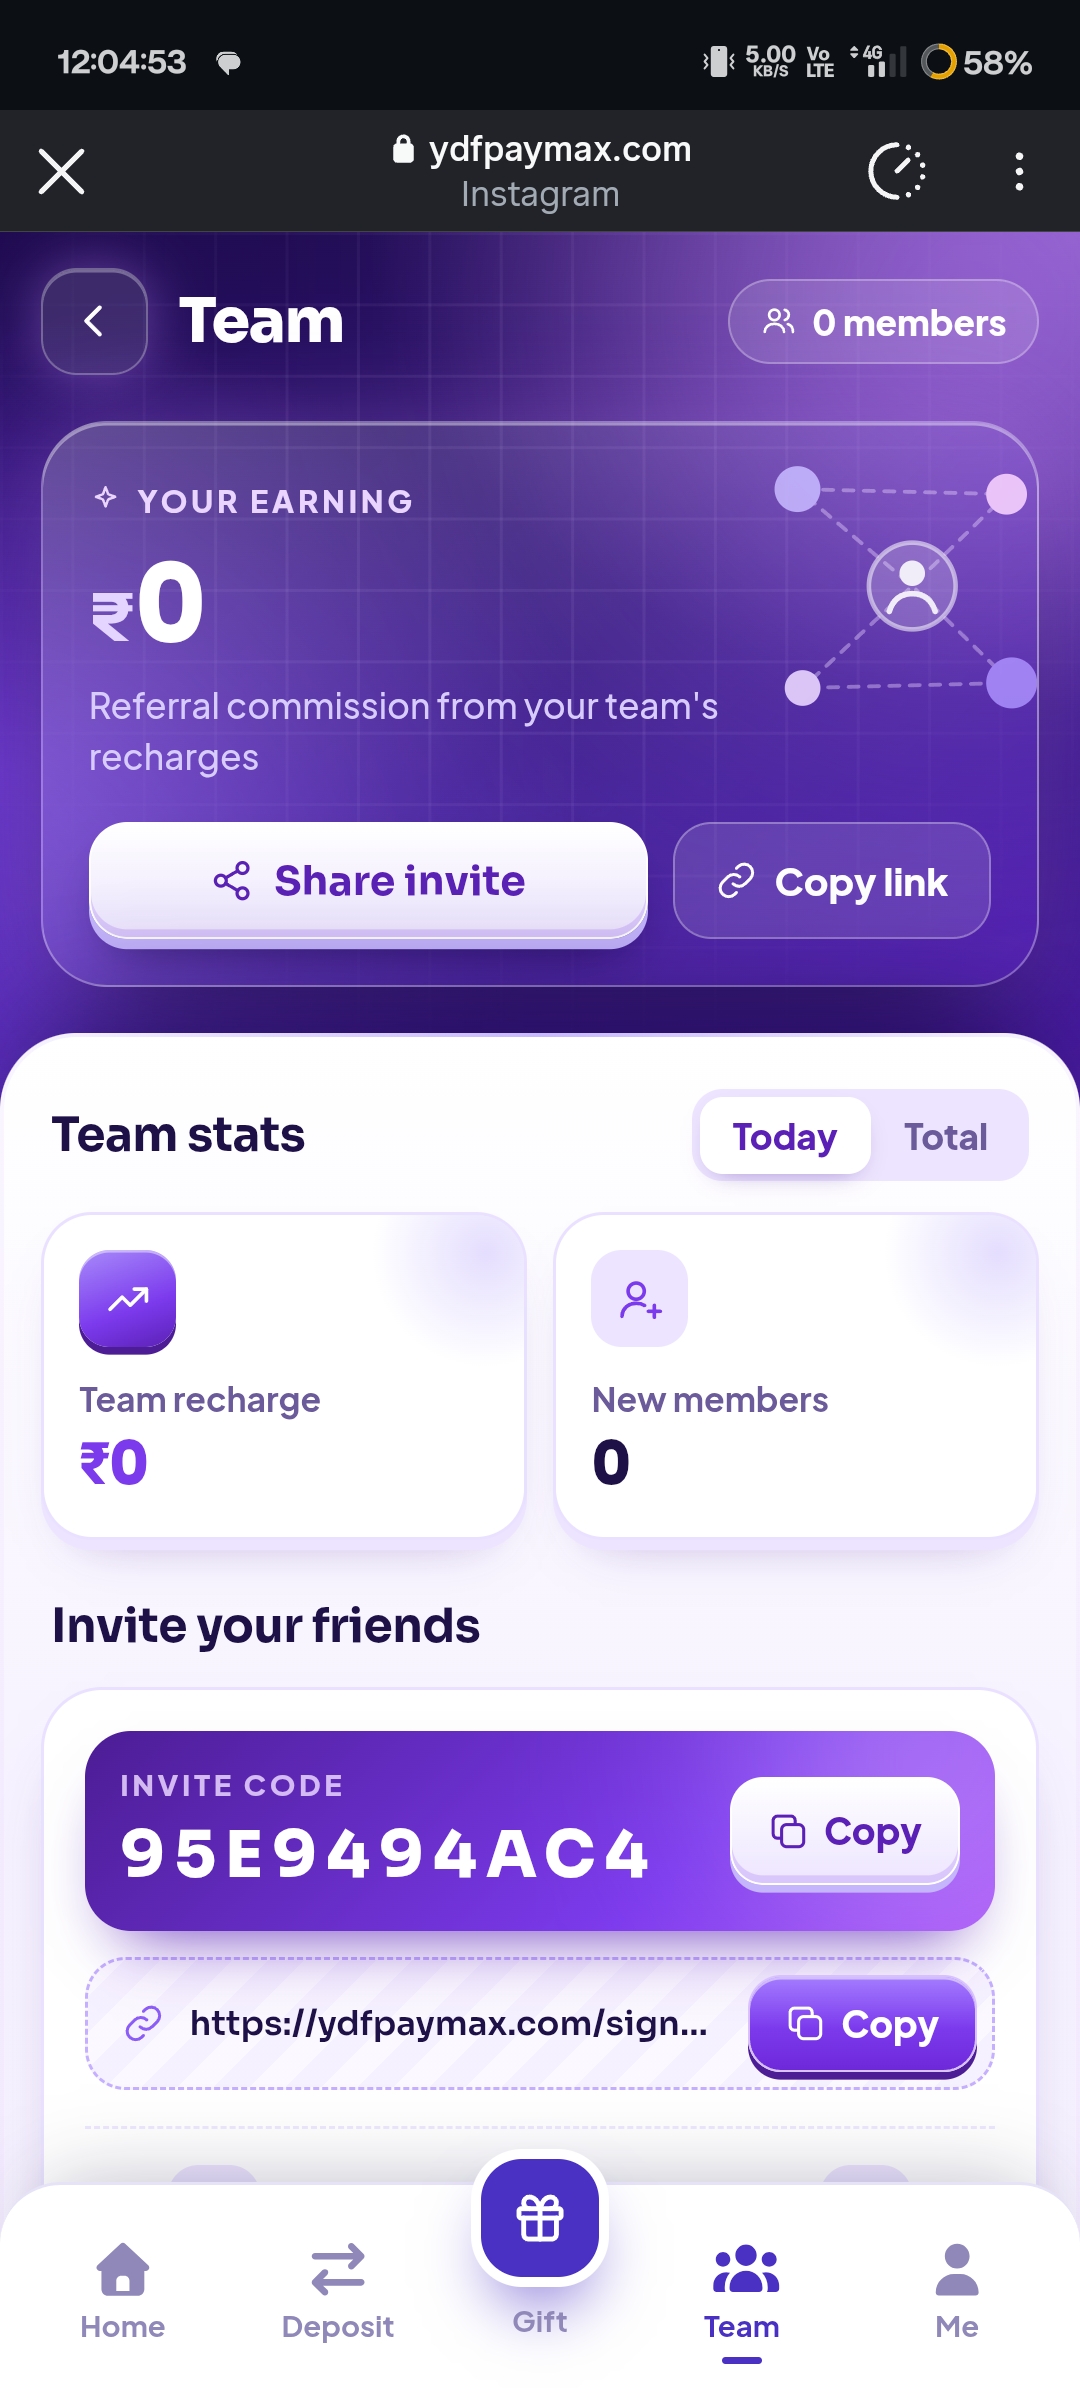 12:04:53
5.00 KB/S Vo LTE 4G 58%
ydfpaymax.com
Instagram
Team
0 members
YOUR EARNING
₹0
Referral commission from your team's
recharges
Share invite
Copy link
Team stats
Today
Total
Team recharge
₹0
New members
0
Invite your friends
INVITE CODE
95E9494AC4
Copy
https://ydfpaymax.com/sign...
Copy
Home
Deposit
Gift
Team
Me